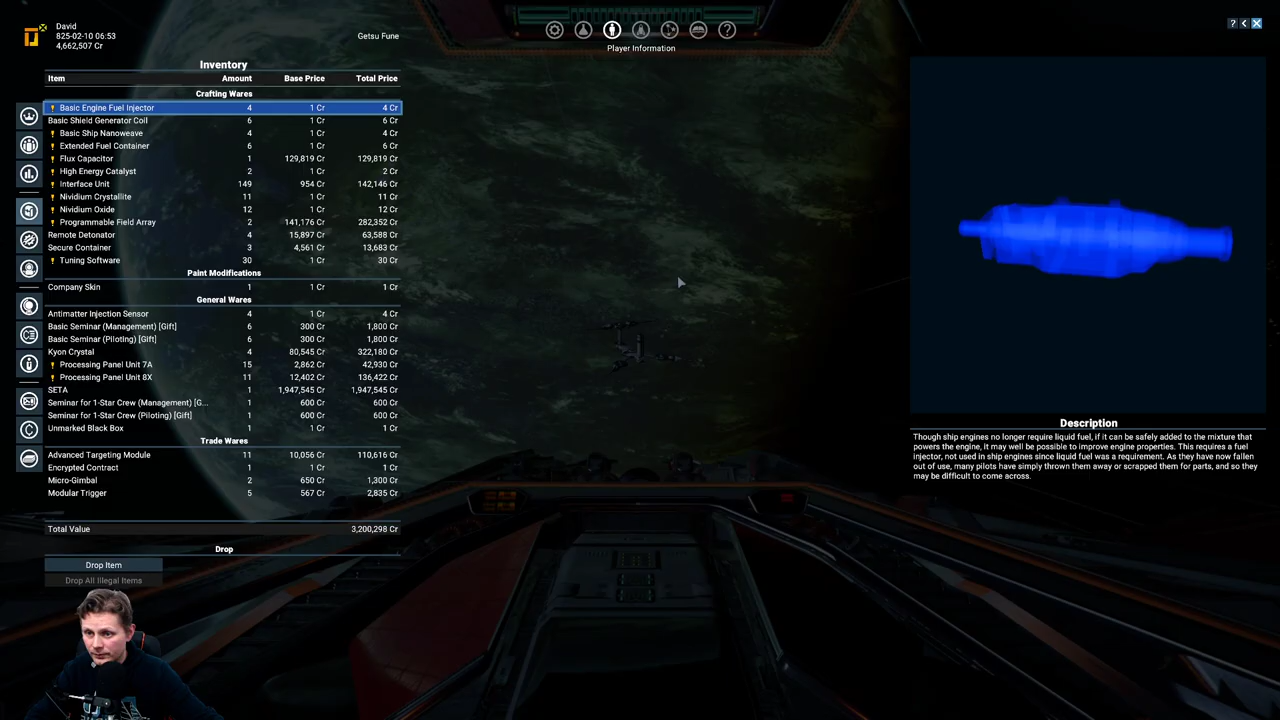 David
825-02-10 06:53
4,662,507 Cr
Getsu Fune
Player Information
?
Inventory
Item Amount Base Price Total Price
Crafting Wares
Basic Engine Fuel Injector 4 1 Cr 4 Cr
Basic Shield Generator Coil 6 1 Cr 6 Cr
Basic Ship Nanoweave 4 1 Cr 4 Cr
Extended Fuel Container 6 1 Cr 6 Cr
Flux Capacitor 1 129,819 Cr 129,819 Cr
High Energy Catalyst 2 1 Cr 2 Cr
Interface Unit 149 954 Cr 142,146 Cr
Nividium Crystallite 11 1 Cr 11 Cr
Nividium Oxide 12 1 Cr 12 Cr
Programmable Field Array 2 141,176 Cr 282,352 Cr
Remote Detonator 4 15,897 Cr 63,588 Cr
Secure Container 3 4,561 Cr 13,683 Cr
Tuning Software 30 1 Cr 30 Cr
Paint Modifications
Company Skin 1 1 Cr 1 Cr
General Wares
Antimatter Injection Sensor 4 1 Cr 4 Cr
Basic Seminar (Management) [Gift] 6 300 Cr 1,800 Cr
Basic Seminar (Piloting) [Gift] 6 300 Cr 1,800 Cr
Kyon Crystal 4 80,545 Cr 322,180 Cr
Processing Panel Unit 7A 15 2,862 Cr 42,930 Cr
Processing Panel Unit 8X 11 12,402 Cr 136,422 Cr
SETA 1 1,947,545 Cr 1,947,545 Cr
Seminar for 1-Star Crew (Management) [G... 1 600 Cr 600 Cr
Seminar for 1-Star Crew (Piloting) [Gift] 1 600 Cr 600 Cr
Unmarked Black Box 1 1 Cr 1 Cr
Trade Wares
Advanced Targeting Module 11 10,056 Cr 110,616 Cr
Encrypted Contract 1 1 Cr 1 Cr
Micro-Gimbal 2 650 Cr 1,300 Cr
Modular Trigger 5 567 Cr 2,835 Cr
Total Value 3,200,298 Cr
Drop
Drop Item
Drop All Illegal Items
Description
Though ship engines no longer require liquid fuel, if it can be safely added to the mixture that
powers the engine, it may well be possible to improve engine properties. This requires a fuel
injector, not used in ship engines since liquid fuel was a requirement. As they have now fallen
out of use, many pilots have simply thrown them away or scrapped them for parts, and so they
may be difficult to come across.